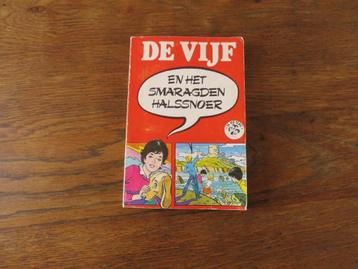 DE VIJF
EN HET
SMARAGDEN
HALSSNOER